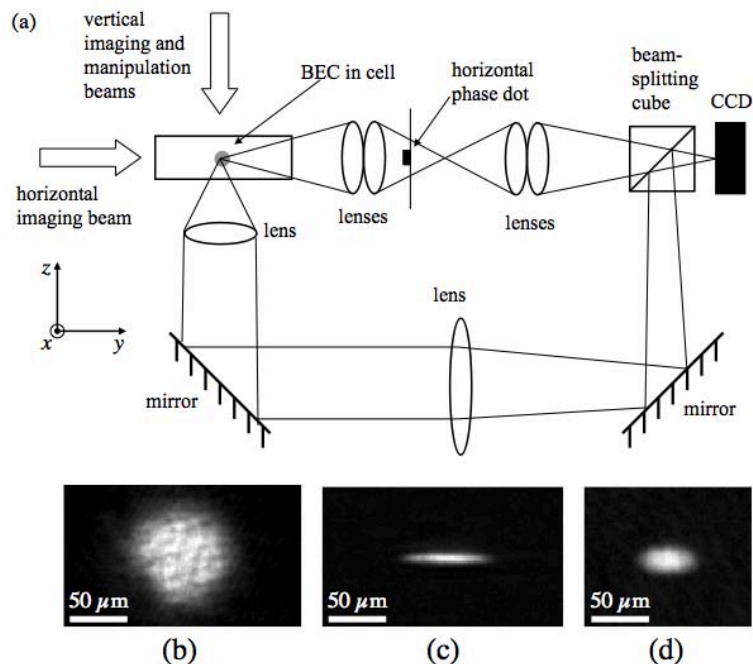 (a)
vertical
imaging and
manipulation
beams
BEC in cell
horizontal
phase dot
beam-
splitting
cube
CCD
horizontal
imaging beam
lenses
lenses
lens
z
x
y
lens
mirror
mirror
50 μm
50 μm
50 μm
(b)
(c)
(d)